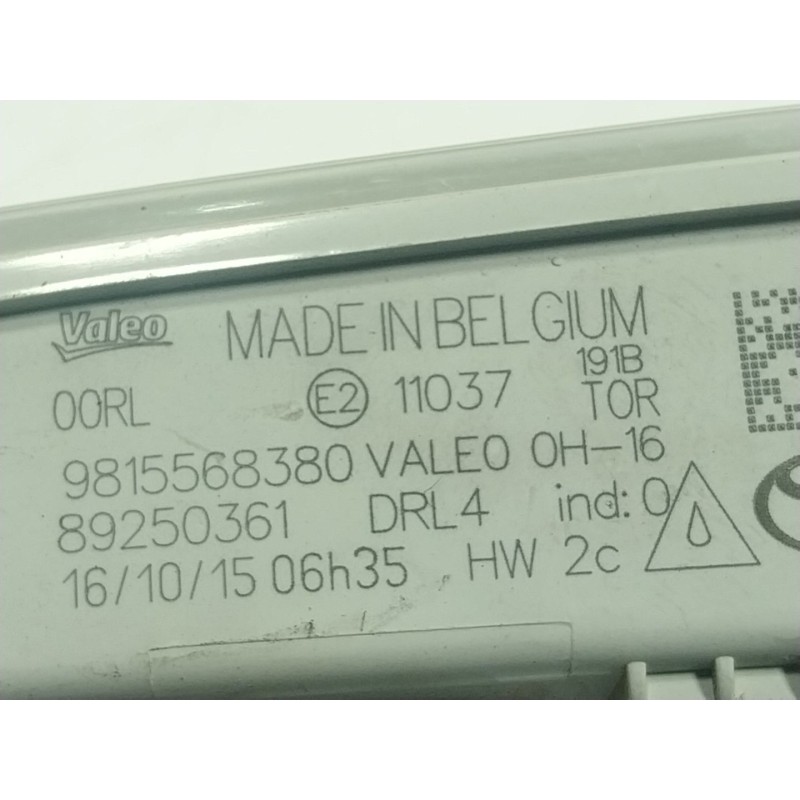 Valeo MADE IN BELGIUM
191B
00RL E2 11037 TOR
9815568380 VALEO 0H-16
89250361 DRL4 ind: 0
16/10/15 06h35 HW 2c